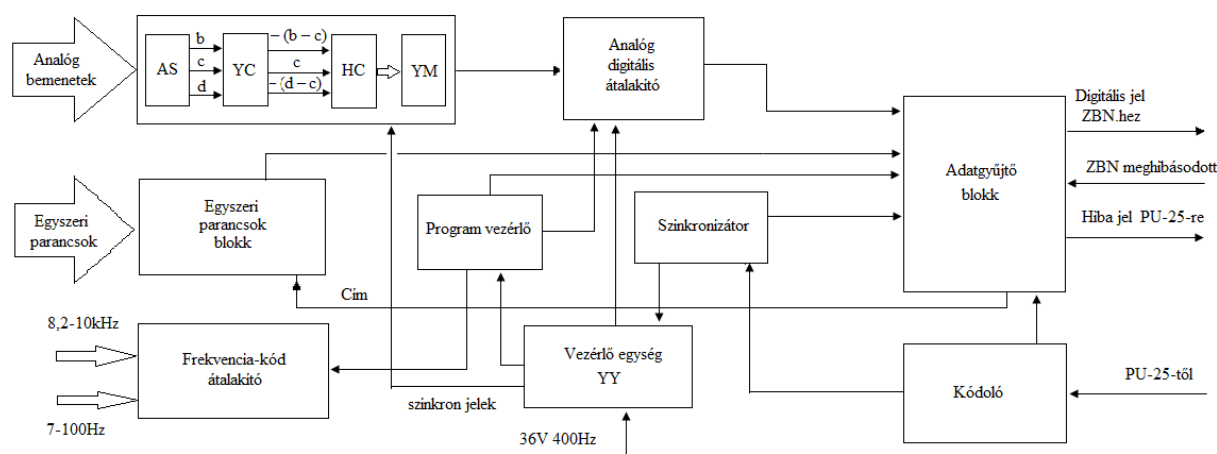 Analóg
bemenetek
AS
b
c
d
YC
– (b – c)
c
– (d – c)
HC
YM
Analóg
digitális
átalakító
Adatgyűjtő
blokk
Digitális jel
ZBN.hez
ZBN meghibásodott
Hiba jel PU-25-re
Egyszeri
parancsok
Egyszeri
parancsok
blokk
Program vezérlő
Szinkronizátor
Cím
8,2-10kHz
7-100Hz
Frekvencia-kód
átalakító
szinkron jelek
Vezérlő egység
YY
36V 400Hz
Kódoló
PU-25-től